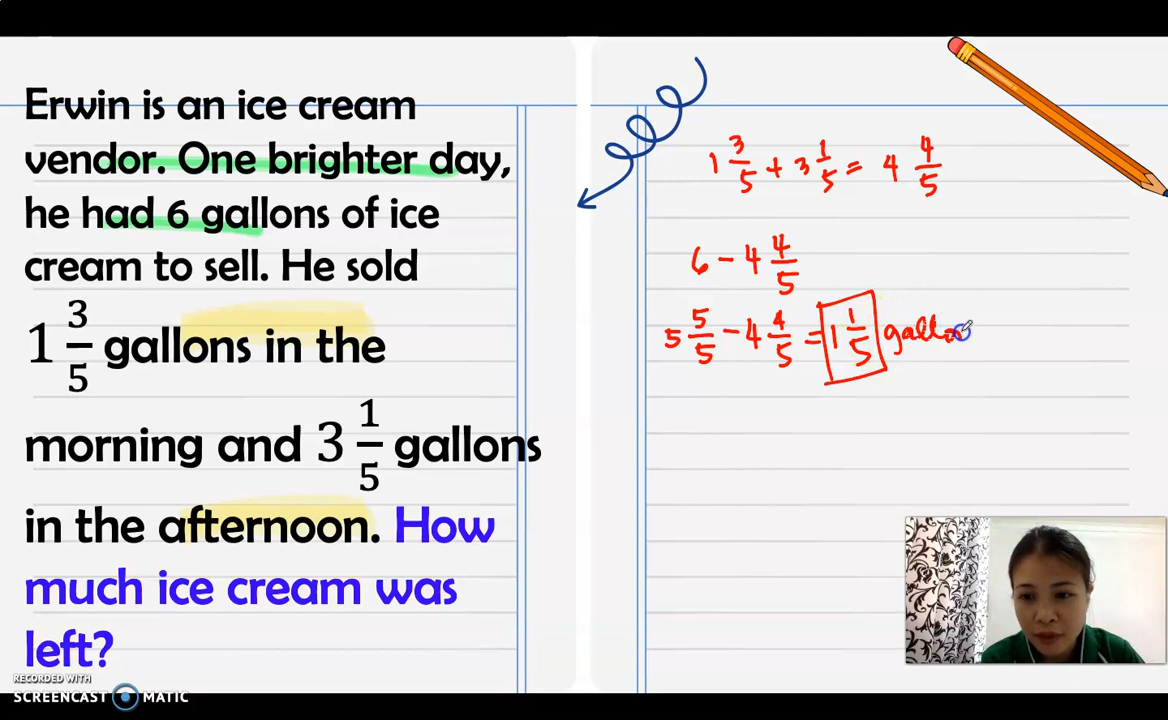 Erwin is an ice cream
vendor. One brighter day,
he had 6 gallons of ice
cream to sell. He sold
1 3/5 gallons in the
morning and 3 1/5 gallons
in the afternoon. How
much ice cream was
left?
1 3/5 + 3 1/5 = 4 4/5
6 - 4 4/5
5 5/5 - 4 4/5 = 1 1/5 gallo
RECORDED WITH
SCREENCAST MATIC